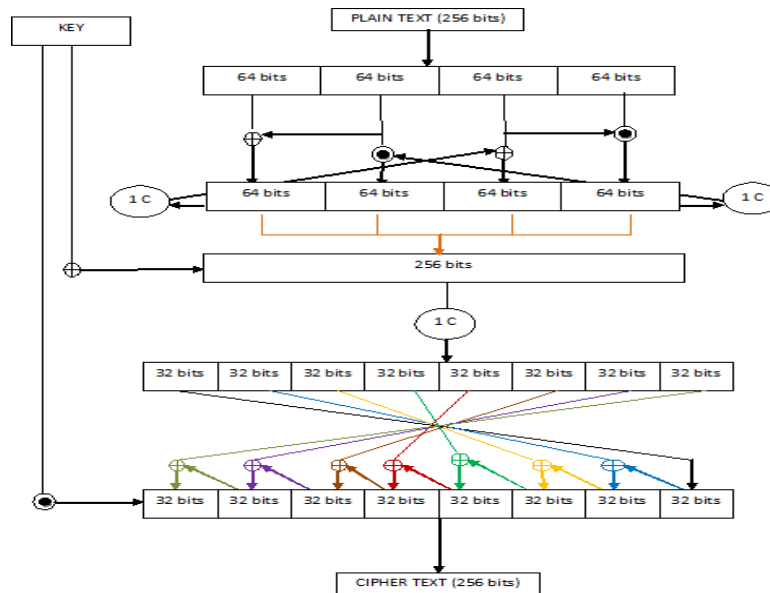 PLAIN TEXT (256 bits)
KEY
64 bits 64 bits 64 bits 64 bits
1 C 64 bits 64 bits 64 bits 64 bits 1 C
256 bits
1 C
32 bits 32 bits 32 bits 32 bits 32 bits 32 bits 32 bits 32 bits
32 bits 32 bits 32 bits 32 bits 32 bits 32 bits 32 bits 32 bits
CIPHER TEXT (256 bits)